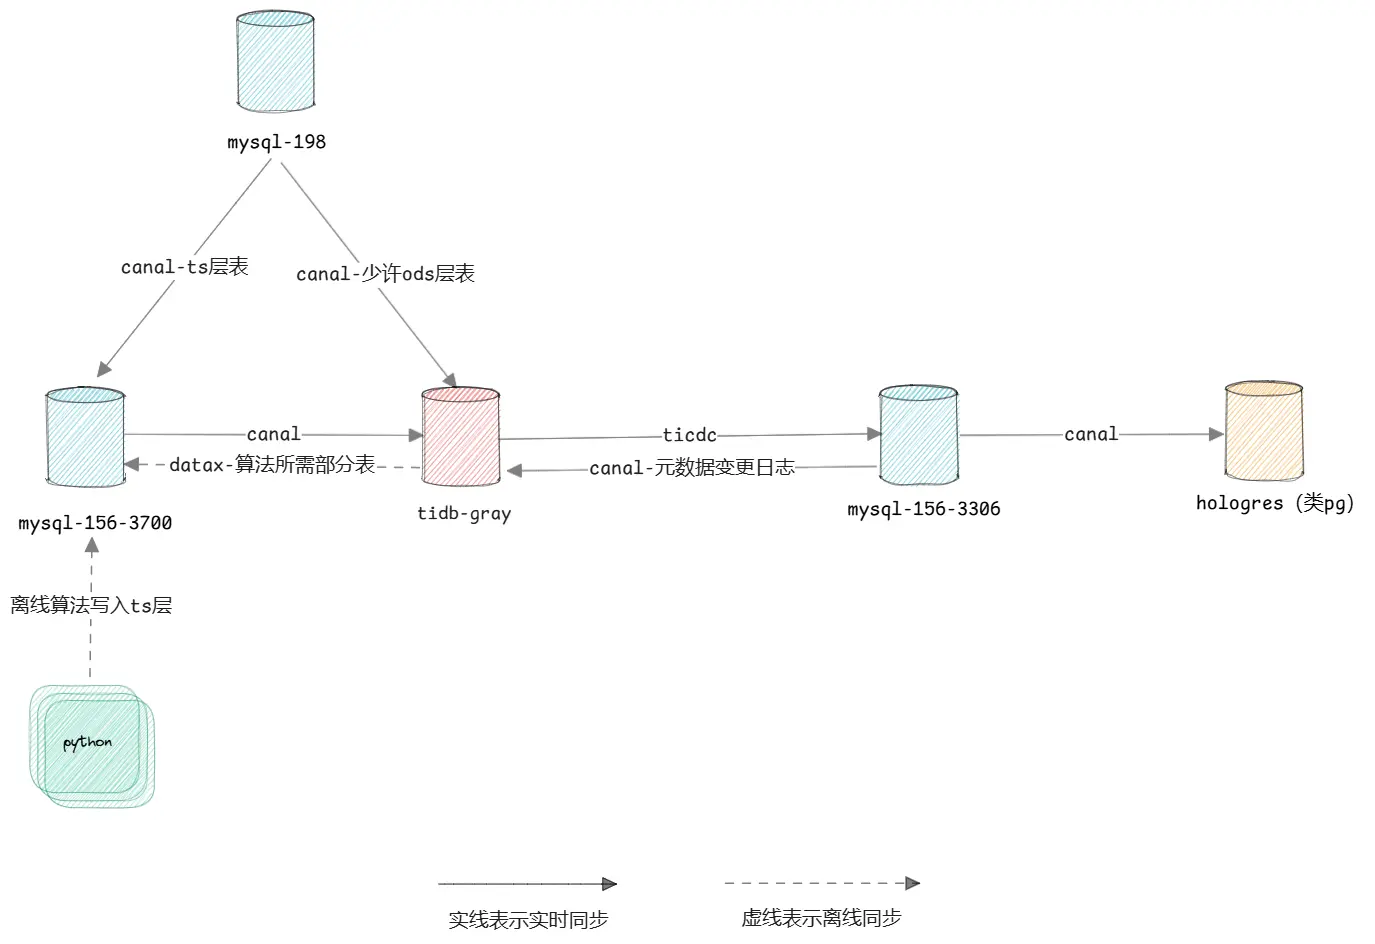 mysql-198
canal-ts层表
canal-少许ods层表
canal
ticdc
canal
datax-算法所需部分表
canal-元数据变更日志
mysql-156-3700
tidb-gray
mysql-156-3306
hologres（类pg）
离线算法写入ts层
python
实线表示实时同步
虚线表示离线同步